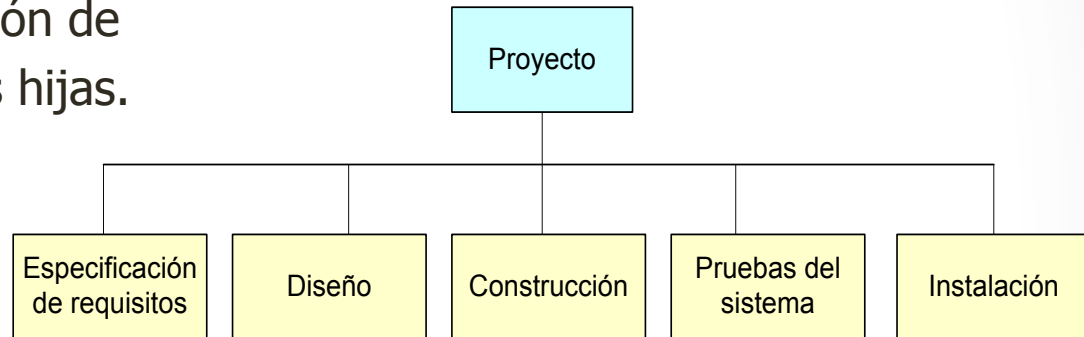 ón de
s hijas.
Proyecto
Especificación
de requisitos
Diseño
Construcción
Pruebas del
sistema
Instalación